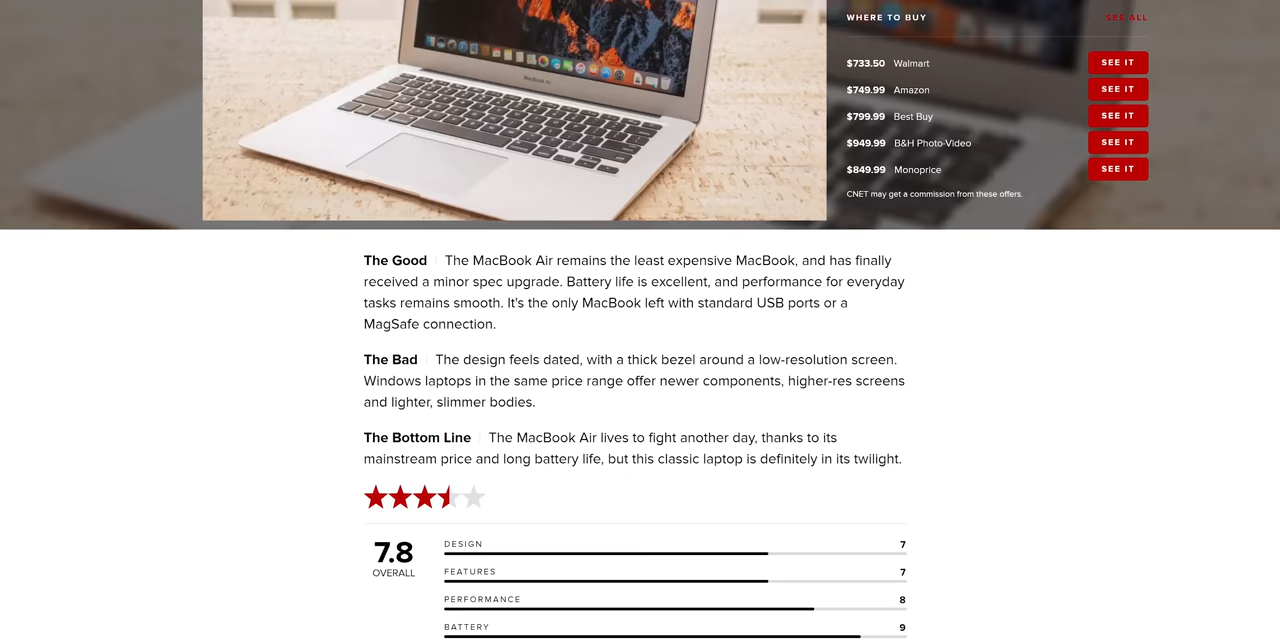 MacBook Air
WHERE TO BUY
SEE ALL
$733.50 Walmart SEE IT
$749.99 Amazon SEE IT
$799.99 Best Buy SEE IT
$949.99 B&H Photo-Video SEE IT
$849.99 Monoprice SEE IT
CNET may get a commission from these offers.
The Good | The MacBook Air remains the least expensive MacBook, and has finally
received a minor spec upgrade. Battery life is excellent, and performance for everyday
tasks remains smooth. It's the only MacBook left with standard USB ports or a
MagSafe connection.
The Bad | The design feels dated, with a thick bezel around a low-resolution screen.
Windows laptops in the same price range offer newer components, higher-res screens
and lighter, slimmer bodies.
The Bottom Line | The MacBook Air lives to fight another day, thanks to its
mainstream price and long battery life, but this classic laptop is definitely in its twilight.
7.8
OVERALL
DESIGN 7
FEATURES 7
PERFORMANCE 8
BATTERY 9